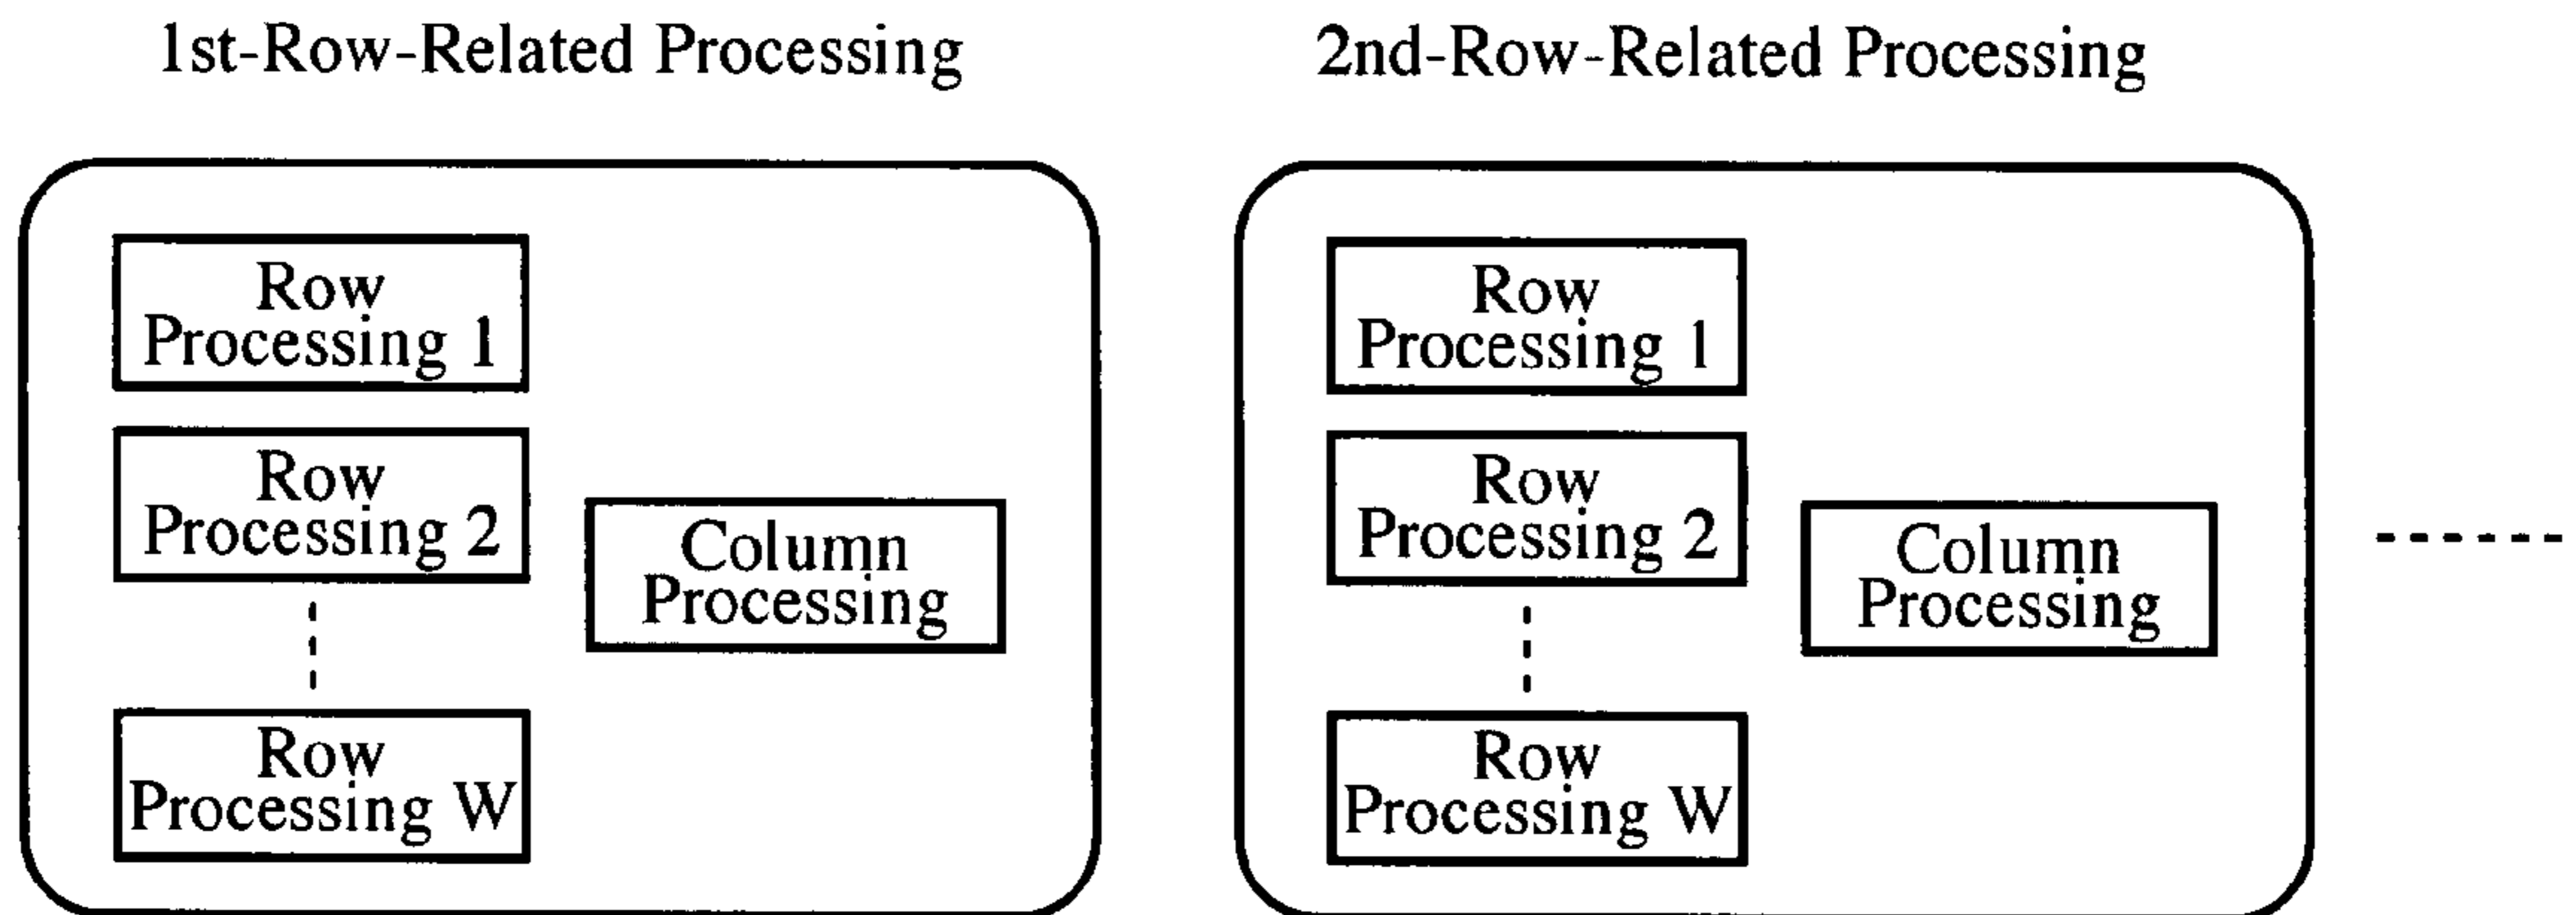 1st-Row-Related Processing
Row
Processing 1
Row
Processing 2
Row
Processing W
Column
Processing
2nd-Row-Related Processing
Row
Processing 1
Row
Processing 2
Row
Processing W
Column
Processing